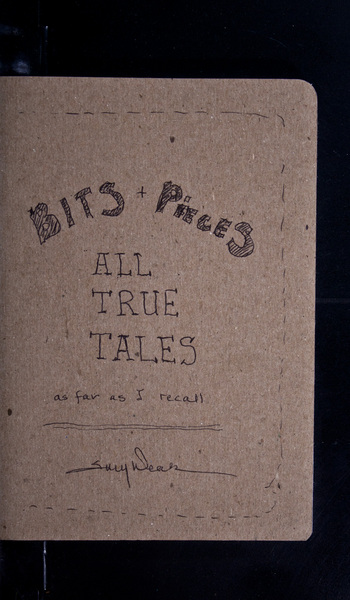 BITS + PIECES
ALL
TRUE
TALES
as far as I recall